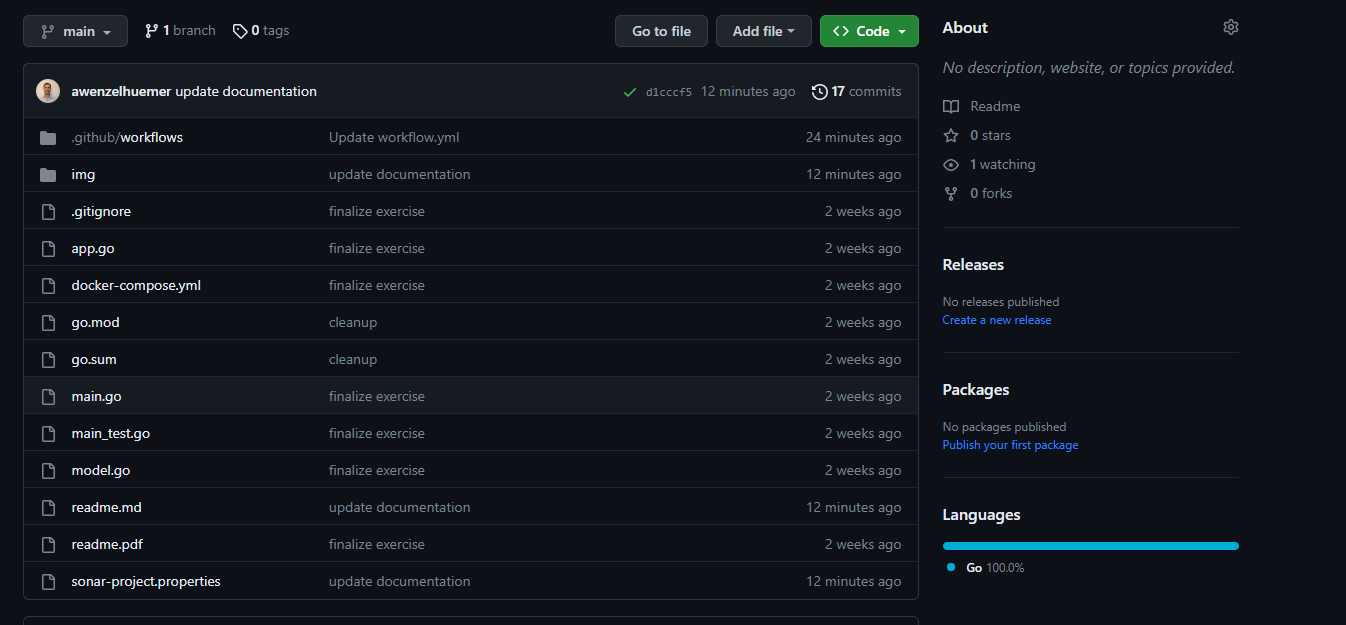 main 1 branch 0 tags Go to file Add file <> Code
awenzelhuemer update documentation d1cccf5 12 minutes ago 17 commits
.github/workflows Update workflow.yml 24 minutes ago
img update documentation 12 minutes ago
.gitignore finalize exercise 2 weeks ago
app.go finalize exercise 2 weeks ago
docker-compose.yml finalize exercise 2 weeks ago
go.mod cleanup 2 weeks ago
go.sum cleanup 2 weeks ago
main.go finalize exercise 2 weeks ago
main_test.go finalize exercise 2 weeks ago
model.go finalize exercise 2 weeks ago
readme.md update documentation 12 minutes ago
readme.pdf finalize exercise 2 weeks ago
sonar-project.properties update documentation 12 minutes ago
About
No description, website, or topics provided.
Readme
0 stars
1 watching
0 forks
Releases
No releases published
Create a new release
Packages
No packages published
Publish your first package
Languages
Go 100.0%